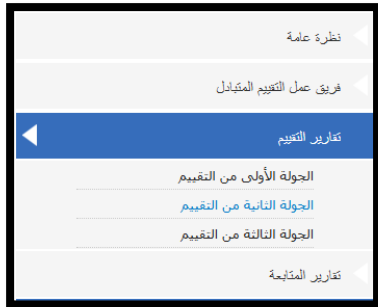 نظرة عامة
فريق عمل التقييم المتبادل
تقارير التقييم
الجولة الأولى من التقييم
الجولة الثانية من التقييم
الجولة الثالثة من التقييم
تقارير المتابعة